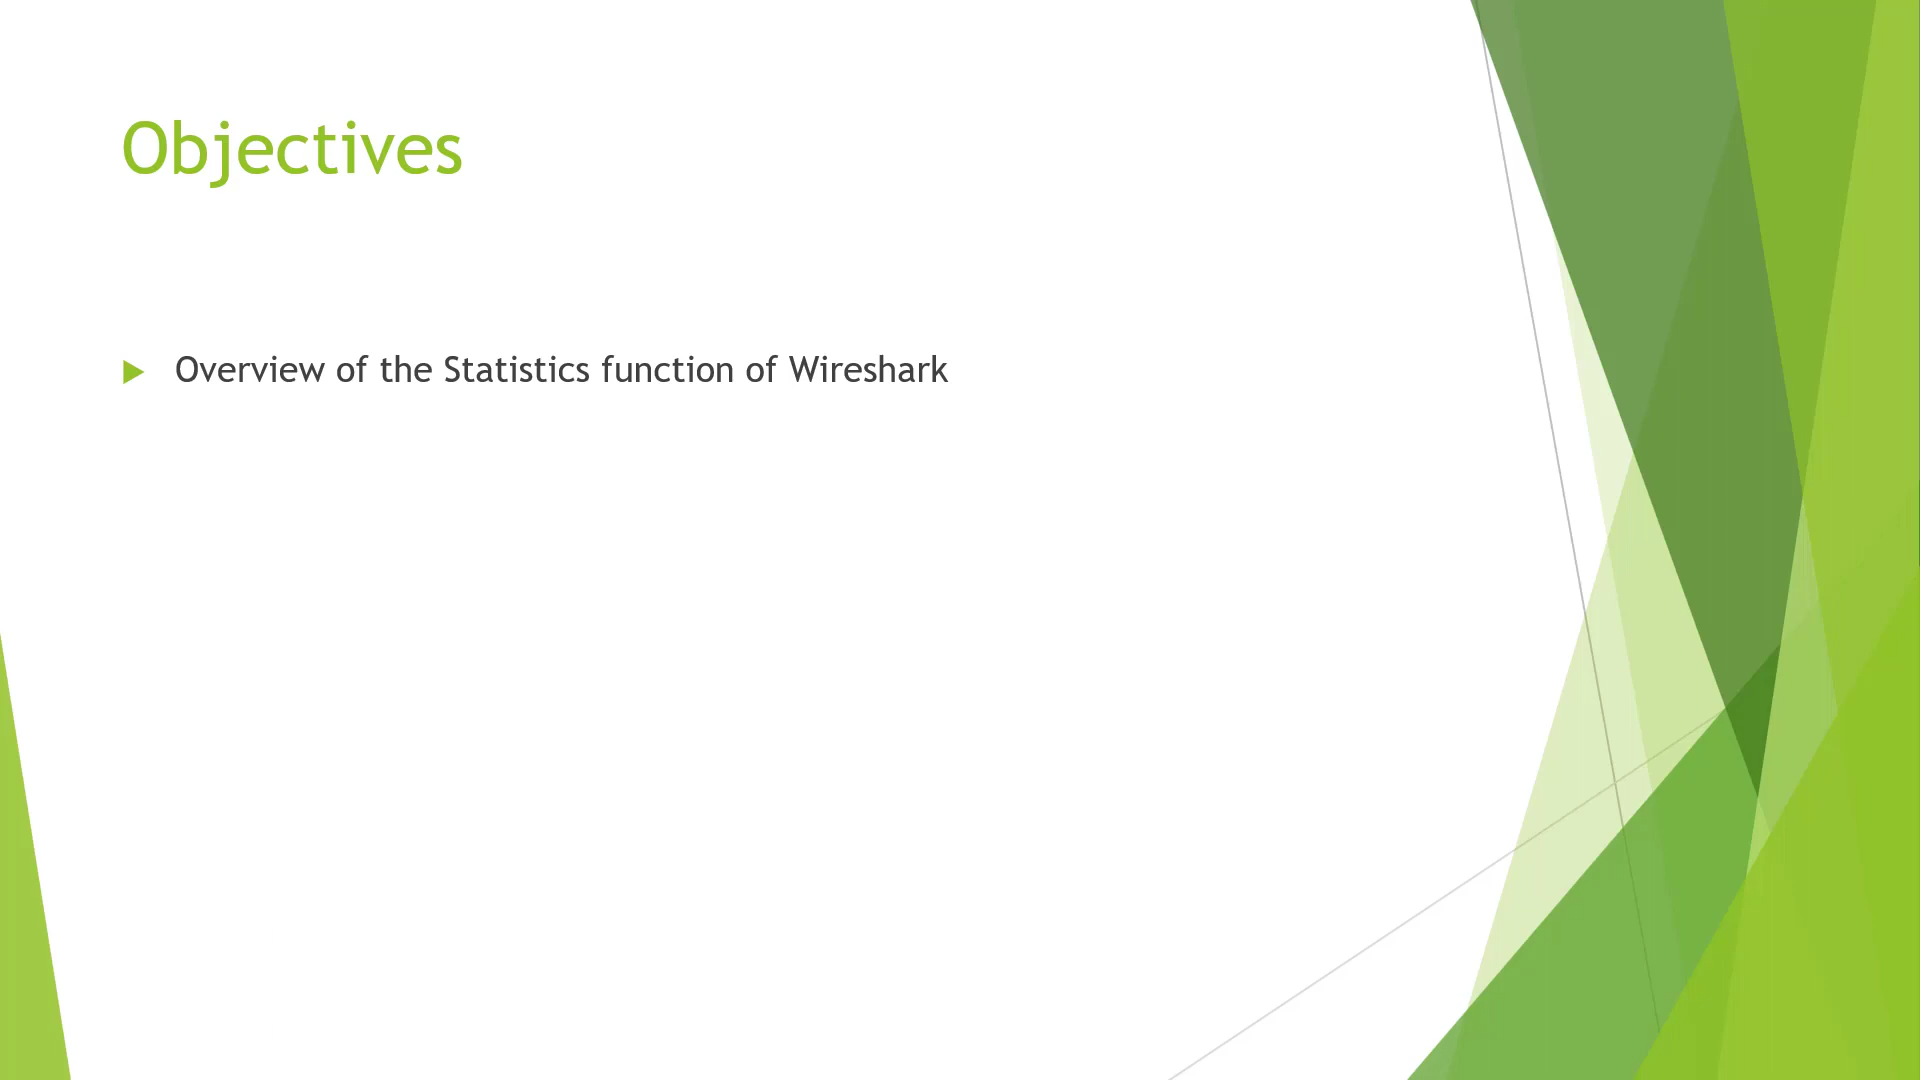 Objectives
Overview of the Statistics function of Wireshark